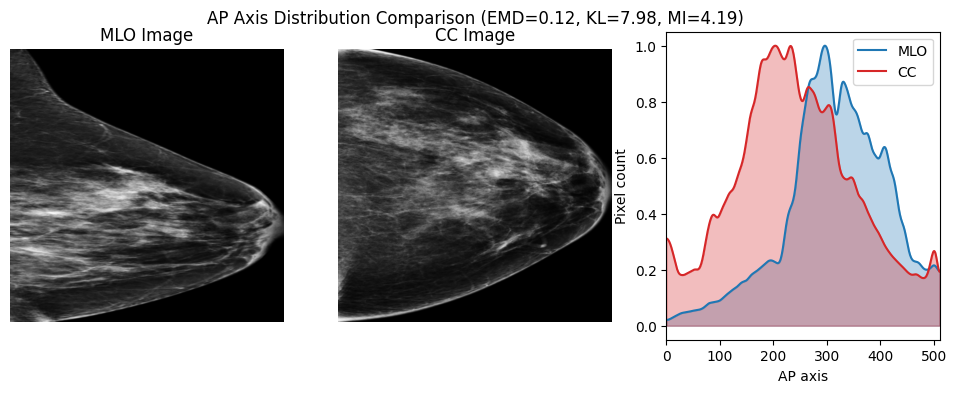 AP Axis Distribution Comparison (EMD=0.12, KL=7.98, MI=4.19)
MLO Image
CC Image
MLO
CC
Pixel count
1.0
0.8
0.6
0.4
0.2
0.0
0 100 200 300 400 500
AP axis